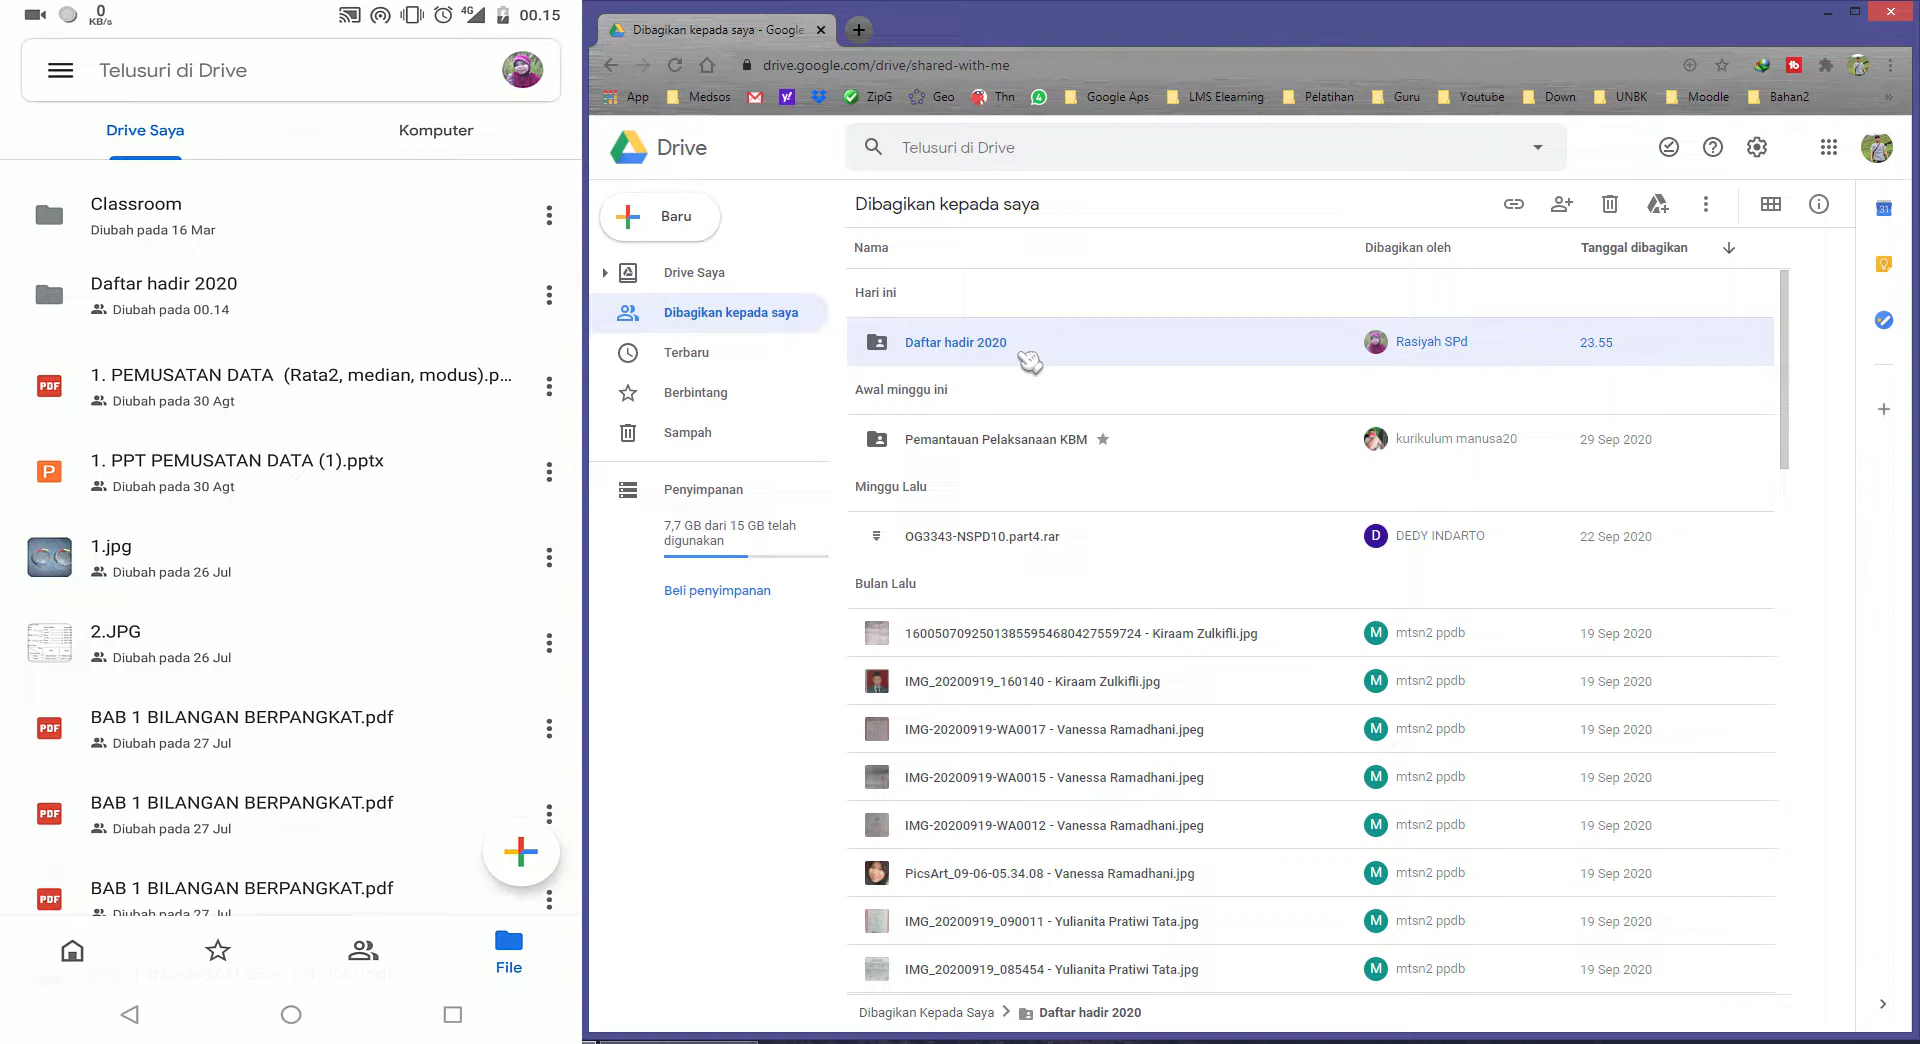 0
KB/s
4G
00.15
Telusuri di Drive
Drive Saya
Komputer
Classroom
Diubah pada 16 Mar
Daftar hadir 2020
Diubah pada 00.14
PDF
1. PEMUSATAN DATA (Rata2, median, modus).p...
Diubah pada 30 Agt
P
1. PPT PEMUSATAN DATA (1).pptx
Diubah pada 30 Agt
1.jpg
Diubah pada 26 Jul
2.JPG
Diubah pada 26 Jul
PDF
BAB 1 BILANGAN BERPANGKAT.pdf
Diubah pada 27 Jul
PDF
BAB 1 BILANGAN BERPANGKAT.pdf
Diubah pada 27 Jul
PDF
BAB 1 BILANGAN BERPANGKAT.pdf
Diubah pada 27 Jul
File
Dibagikan kepada saya - Google
drive.google.com/drive/shared-with-me
App Medsos ZipG Geo Thn 4 Google Aps LMS Elearning Pelatihan Guru Youtube Down UNBK Moodle Bahan2 »
Drive
Telusuri di Drive
Baru
Drive Saya
Dibagikan kepada saya
Terbaru
Berbintang
Sampah
Penyimpanan
7,7 GB dari 15 GB telah
digunakan
Beli penyimpanan
Dibagikan kepada saya
Nama Dibagikan oleh Tanggal dibagikan
Hari ini
Daftar hadir 2020 Rasiyah SPd 23.55
Awal minggu ini
Pemantauan Pelaksanaan KBM kurikulum manusa20 29 Sep 2020
Minggu Lalu
OG3343-NSPD10.part4.rar D DEDY INDARTO 22 Sep 2020
Bulan Lalu
16005070925013855954680427559724 - Kiraam Zulkifli.jpg M mtsn2 ppdb 19 Sep 2020
IMG_20200919_160140 - Kiraam Zulkifli.jpg M mtsn2 ppdb 19 Sep 2020
IMG-20200919-WA0017 - Vanessa Ramadhani.jpeg M mtsn2 ppdb 19 Sep 2020
IMG-20200919-WA0015 - Vanessa Ramadhani.jpeg M mtsn2 ppdb 19 Sep 2020
IMG-20200919-WA0012 - Vanessa Ramadhani.jpeg M mtsn2 ppdb 19 Sep 2020
PicsArt_09-06-05.34.08 - Vanessa Ramadhani.jpg M mtsn2 ppdb 19 Sep 2020
IMG_20200919_090011 - Yulianita Pratiwi Tata.jpg M mtsn2 ppdb 19 Sep 2020
IMG_20200919_085454 - Yulianita Pratiwi Tata.jpg M mtsn2 ppdb 19 Sep 2020
Dibagikan Kepada Saya Daftar hadir 2020
31